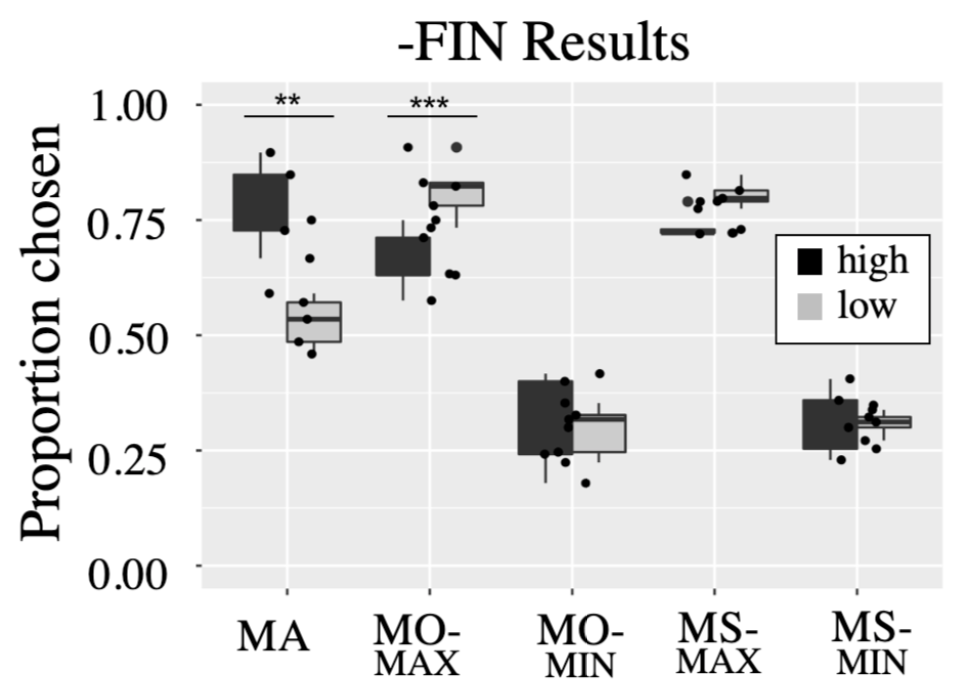 -FIN Results
Proportion chosen
1.00
0.75
0.50
0.25
0.00
**
***
high
low
MA
MO-
MAX
MO-
MIN
MS-
MAX
MS-
MIN